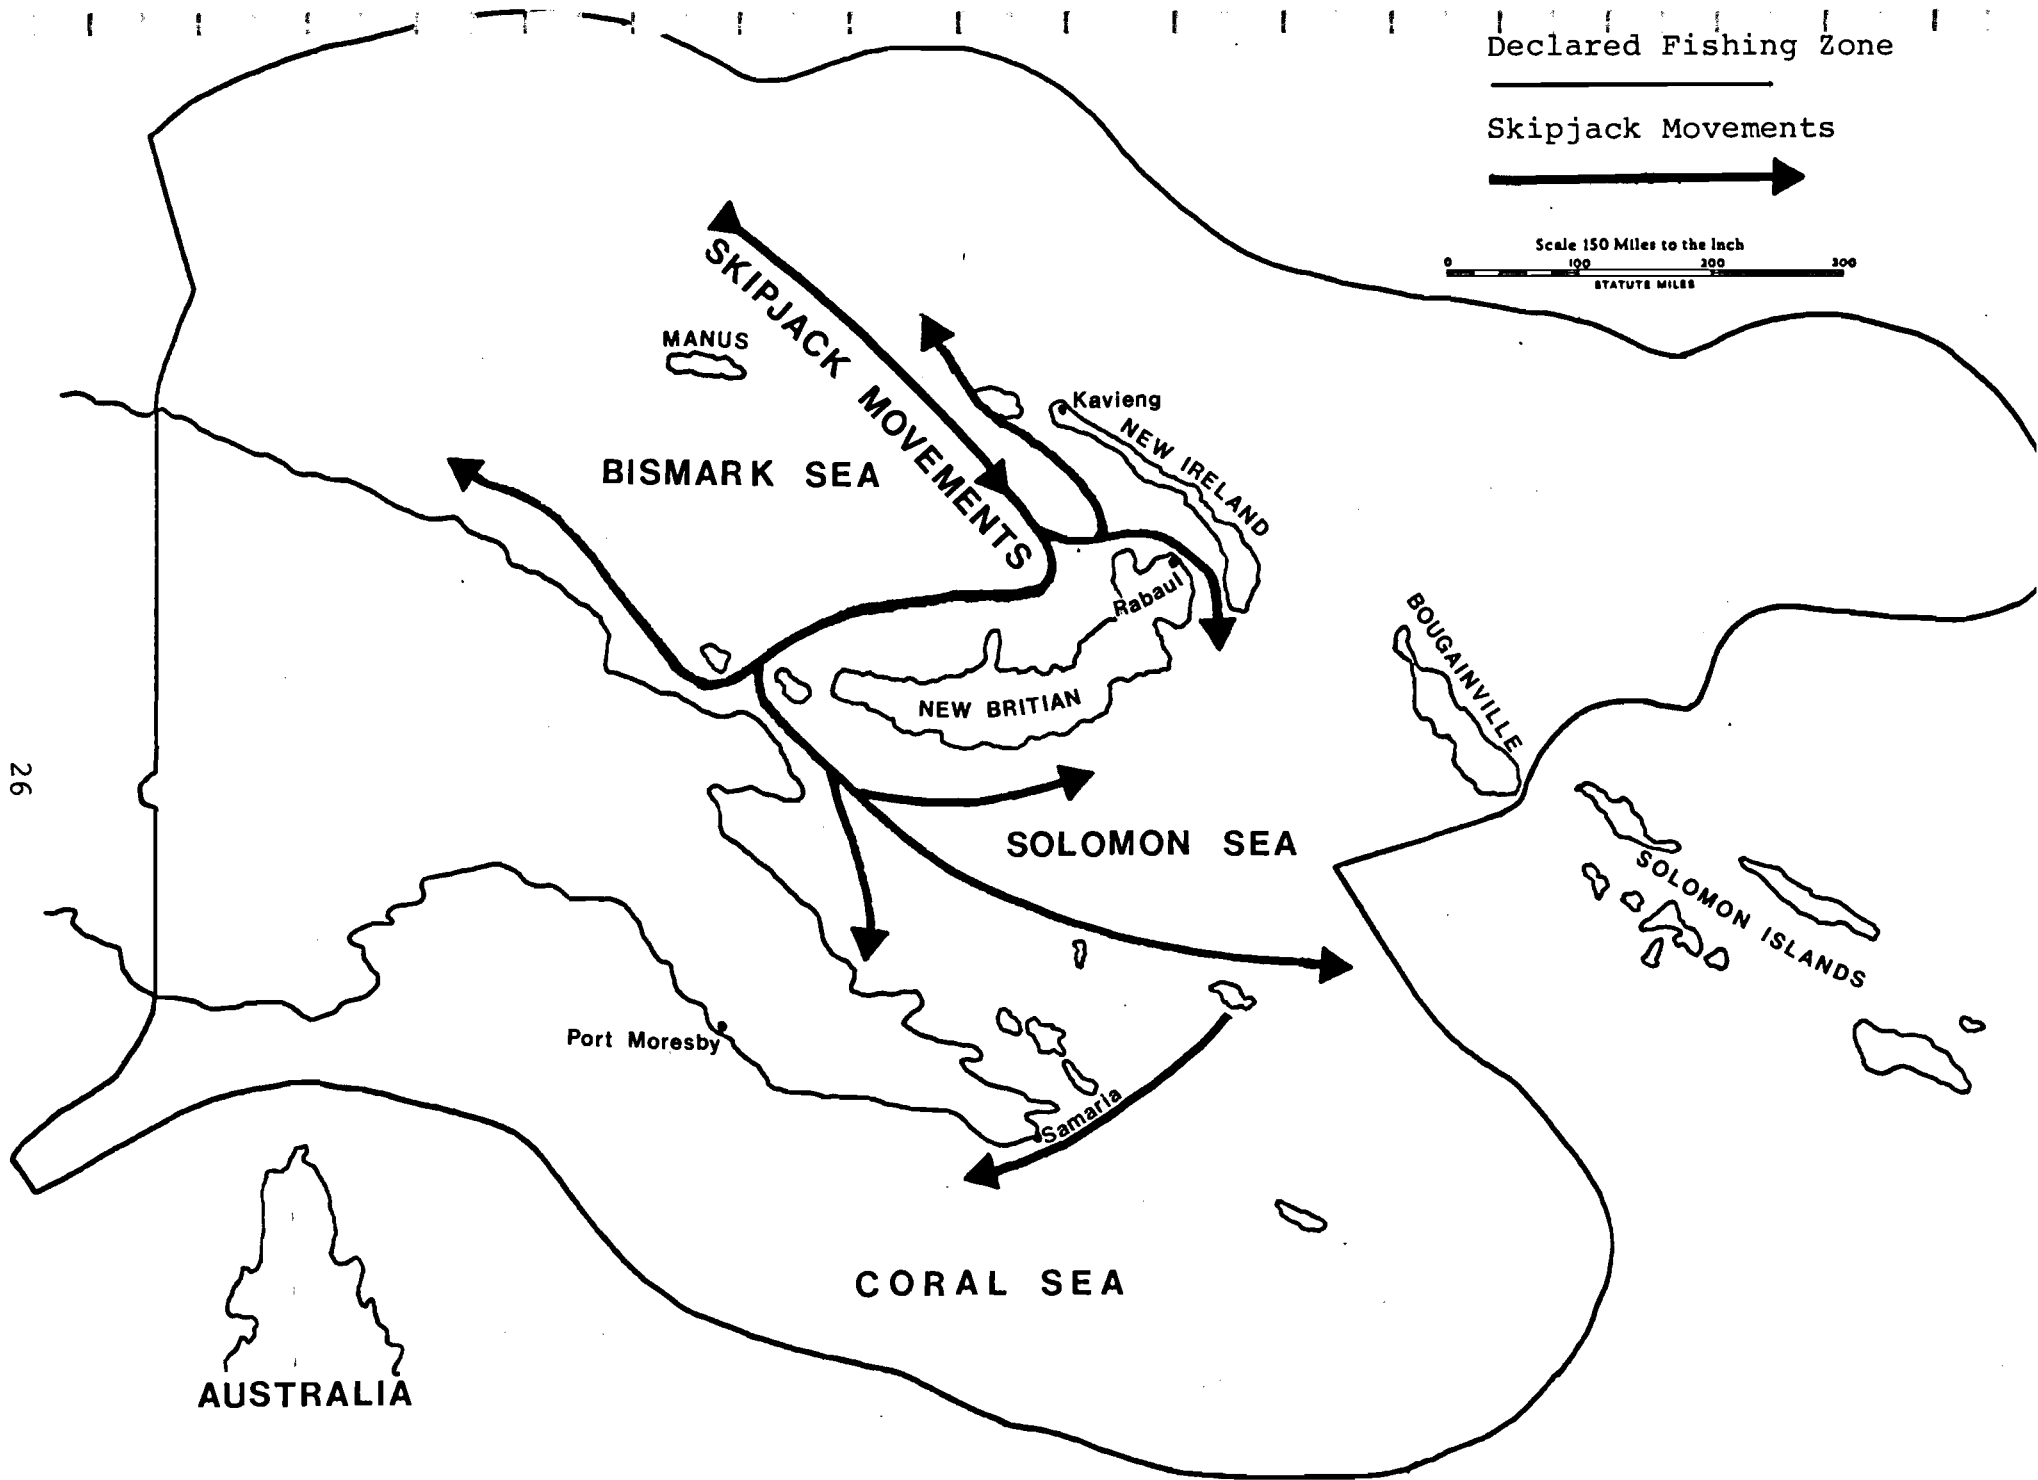 Declared Fishing Zone
Skipjack Movements
Scale 150 Miles to the Inch
0 100 200 300
STATUTE MILES
SKIPJACK MOVEMENTS
MANUS
Kavieng
NEW IRELAND
BISMARK SEA
Rabaul
BOUGAINVILLE
NEW BRITIAN
26
SOLOMON SEA
SOLOMON ISLANDS
Port Moresby
Samaria
CORAL SEA
AUSTRALIA